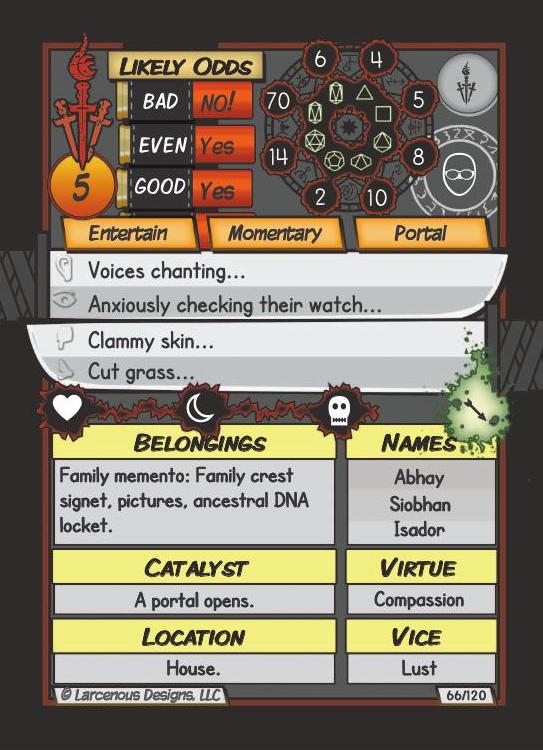 LIKELY ODDS
BAD NO!
EVEN Yes
GOOD Yes
5
6
4
70
5
14
8
2
10
Entertain Momentary Portal
Voices chanting...
Anxiously checking their watch...
Clammy skin...
Cut grass...
BELONGINGS
Family memento: Family crest
signet, pictures, ancestral DNA
locket.
NAMES
Abhay
Siobhan
Isador
CATALYST
A portal opens.
VIRTUE
Compassion
LOCATION
House.
VICE
Lust
© Larcenous Designs, LLC
66/120